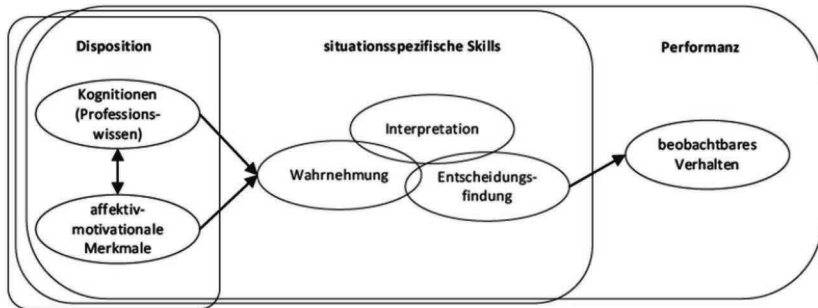 Disposition
situationsspezifische Skills
Performanz
Kognitionen
(Professions-
wissen)
Interpretation
beobachtbares
Verhalten
Wahrnehmung
Entscheidungs-
findung
affektiv-
motivationale
Merkmale